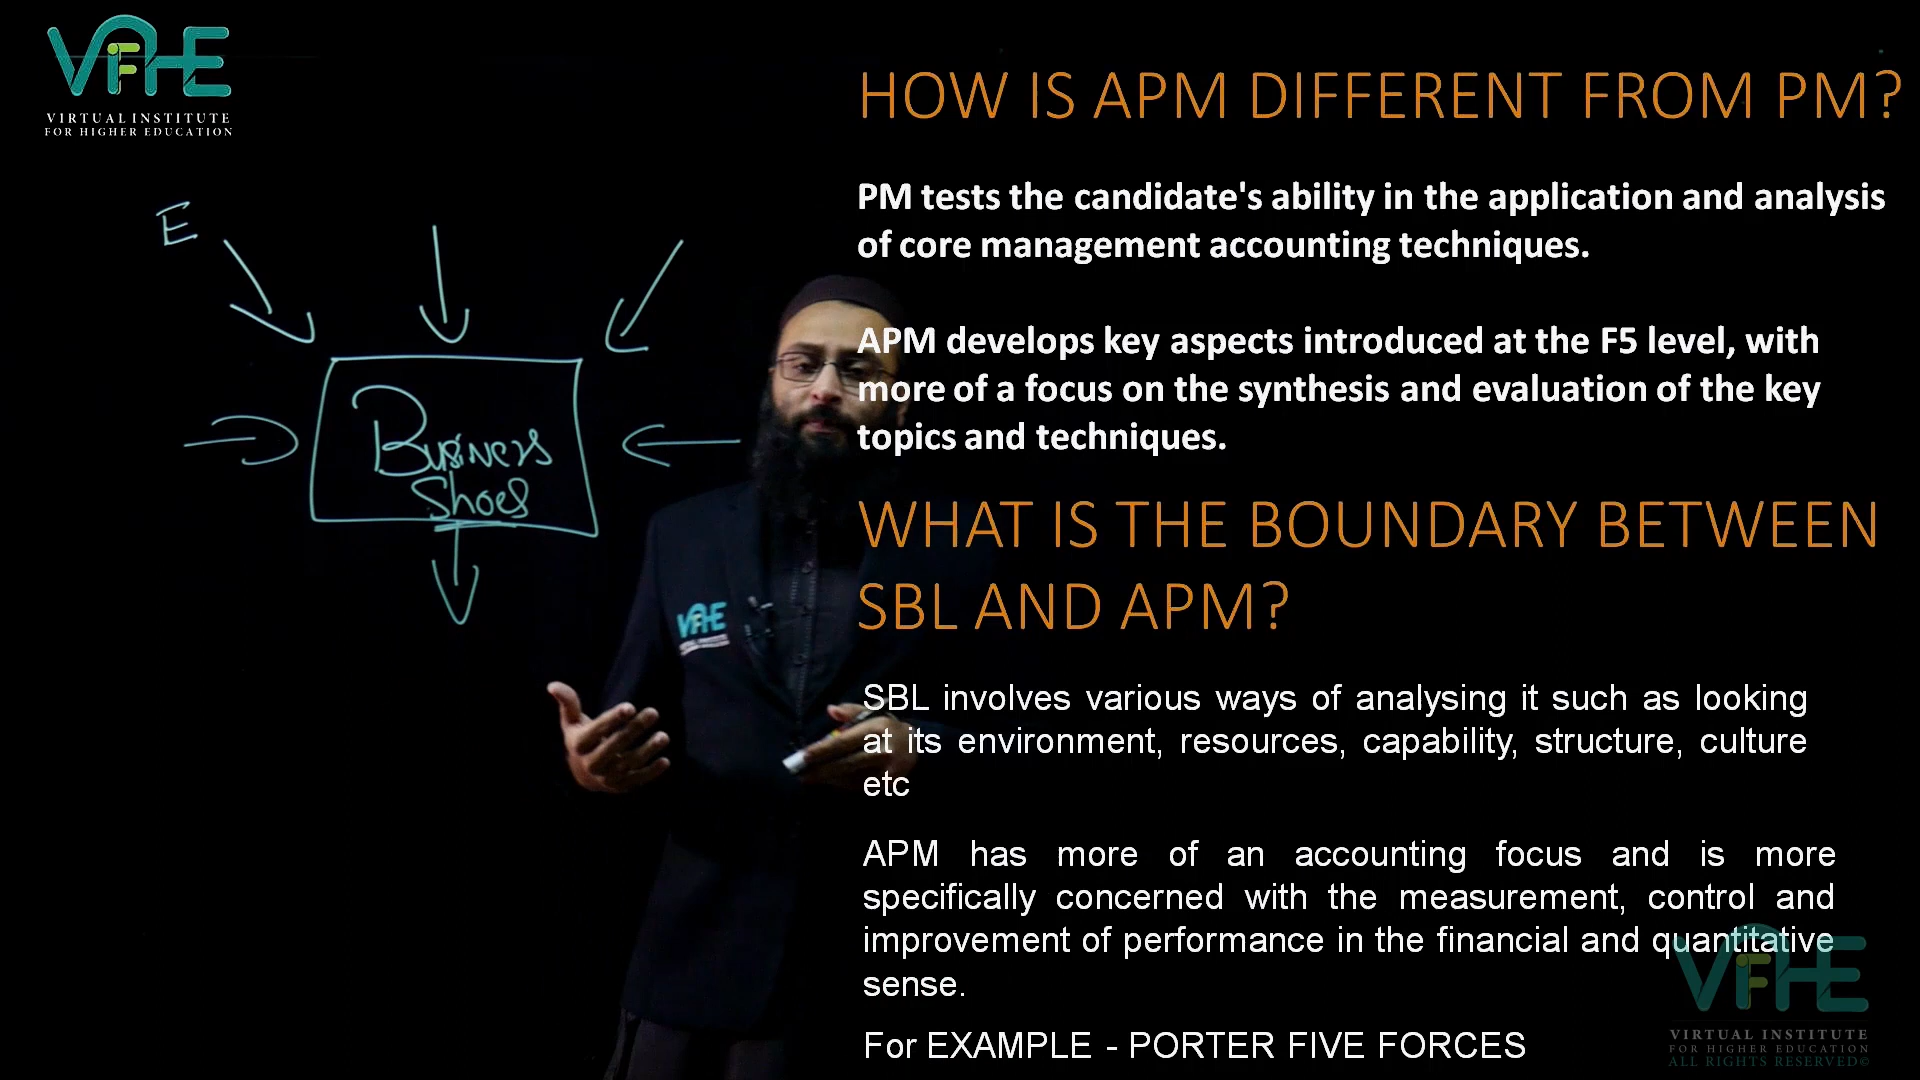 VIFHE
VIRTUAL INSTITUTE
FOR HIGHER EDUCATION
HOW IS APM DIFFERENT FROM PM?
PM tests the candidate's ability in the application and analysis
of core management accounting techniques.
E
APM develops key aspects introduced at the F5 level, with
more of a focus on the synthesis and evaluation of the key
topics and techniques.
Business
Shoes
WHAT IS THE BOUNDARY BETWEEN
SBL AND APM?
VIFHE
SBL involves various ways of analysing it such as looking
at its environment, resources, capability, structure, culture
etc
APM has more of an accounting focus and is more
specifically concerned with the measurement, control and
improvement of performance in the financial and quantitative
sense.
For EXAMPLE - PORTER FIVE FORCES
VIFHE
VIRTUAL INSTITUTE
FOR HIGHER EDUCATION
ALL RIGHTS RESERVED©